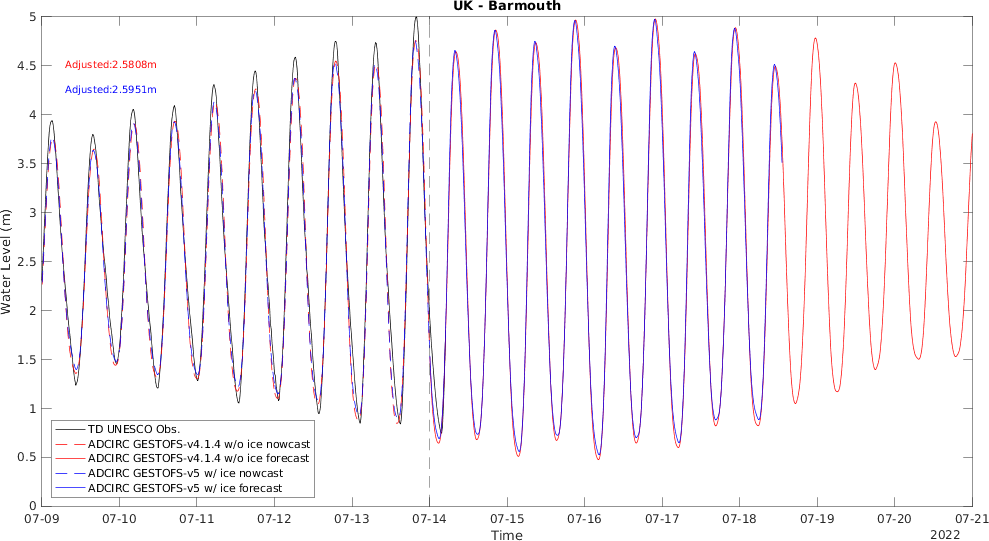 UK - Barmouth
5
4.5
4
3.5
3
2.5
2
1.5
1
0.5
0
Water Level (m)
Adjusted:2.5808m
Adjusted:2.5951m
TD UNESCO Obs.
ADCIRC GESTOFS-v4.1.4 w/o ice nowcast
ADCIRC GESTOFS-v4.1.4 w/o ice forecast
ADCIRC GESTOFS-v5 w/ ice nowcast
ADCIRC GESTOFS-v5 w/ ice forecast
07-09 07-10 07-11 07-12 07-13 07-14 07-15 07-16 07-17 07-18 07-19 07-20 07-21
Time
2022